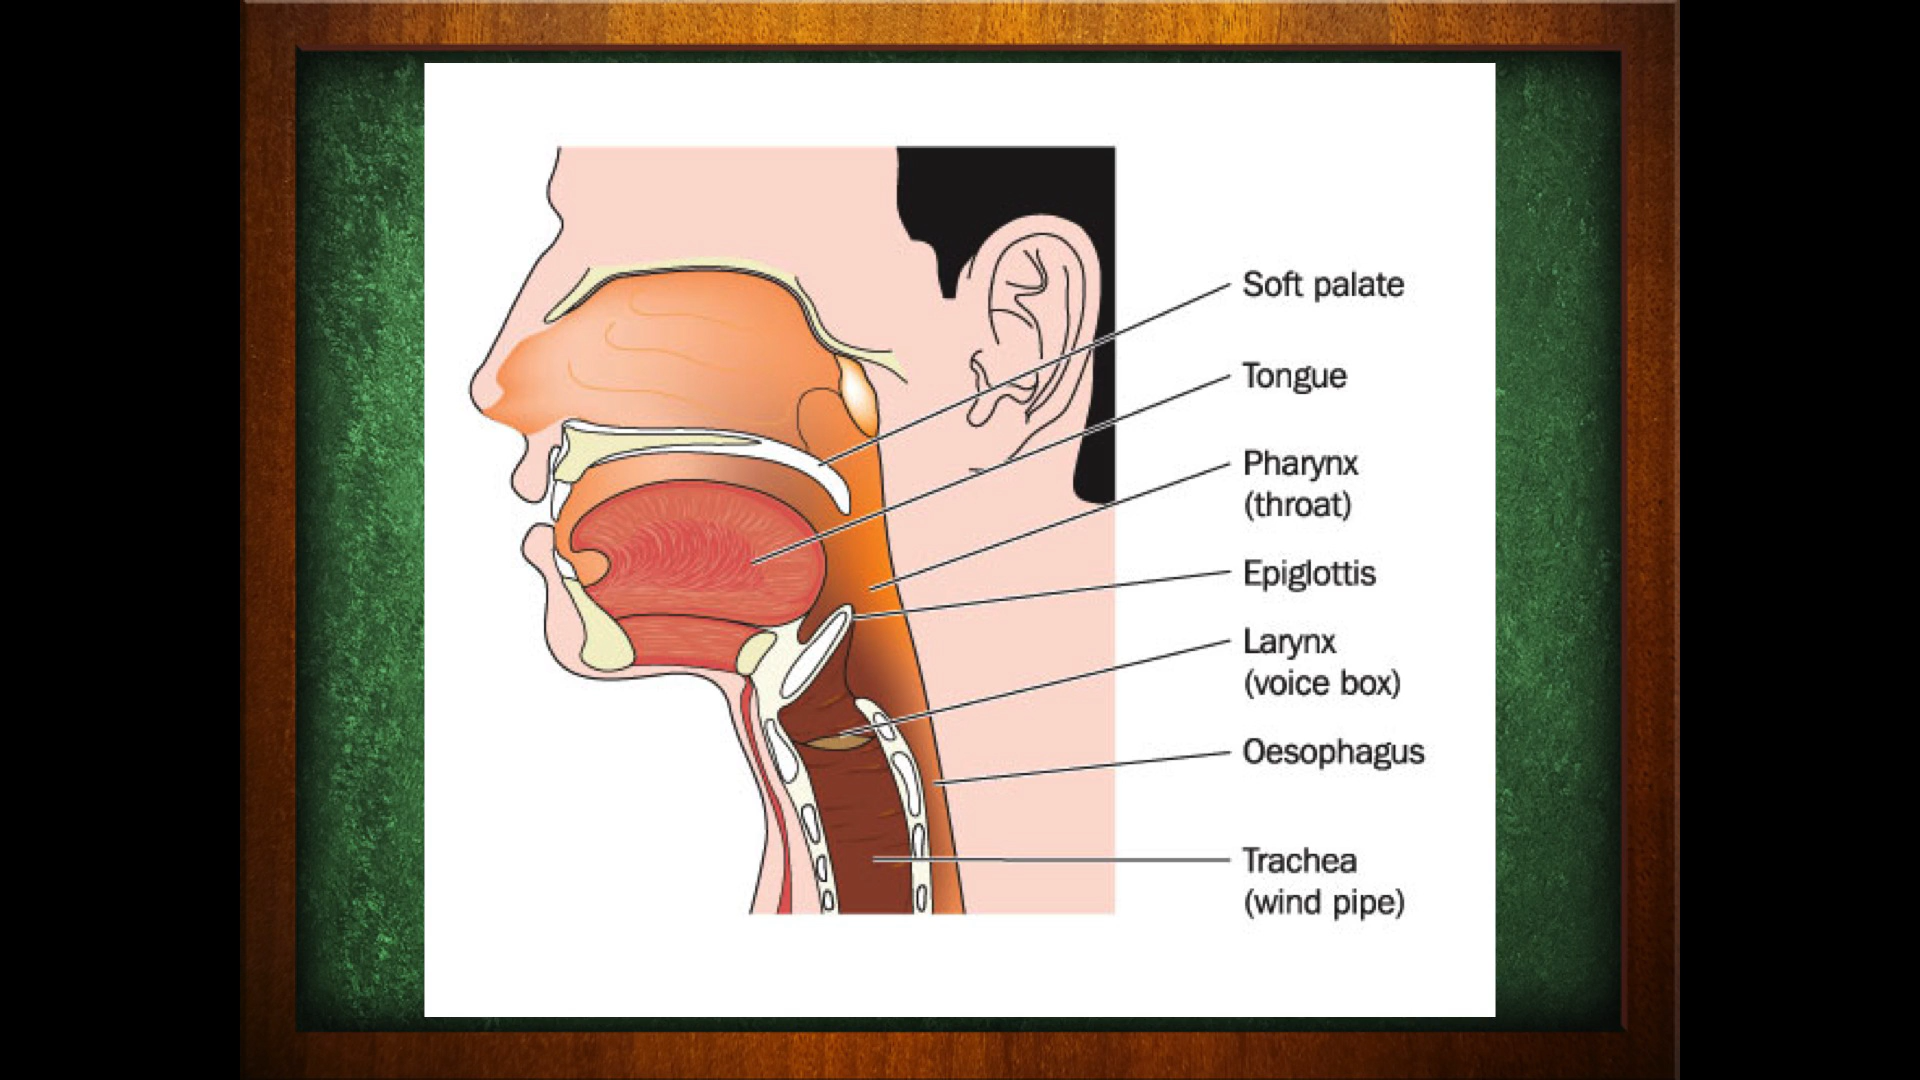 Soft palate
Tongue
Pharynx
(throat)
Epiglottis
Larynx
(voice box)
Oesophagus
Trachea
(wind pipe)